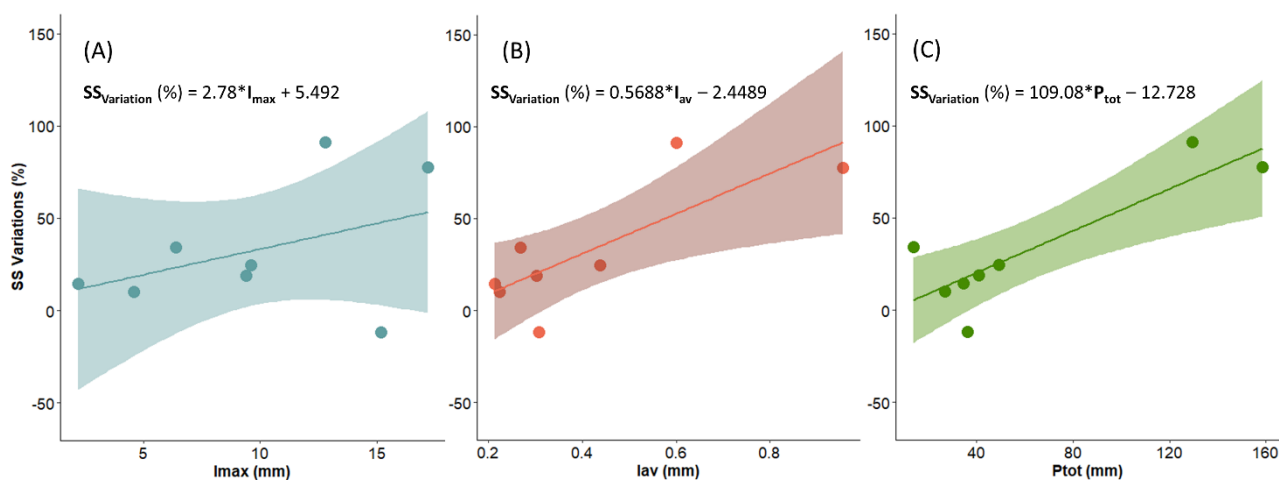 (A)
SSVariation (%) = 2.78*Imax + 5.492
(B)
SSVariation (%) = 0.5688*Iav – 2.4489
(C)
SSVariation (%) = 109.08*Ptot – 12.728
SS Variations (%)
150
100
50
0
-50
5 10 15
Imax (mm)
150
100
50
0
-50
0.2 0.4 0.6 0.8
Iav (mm)
150
100
50
0
-50
40 80 120 160
Ptot (mm)